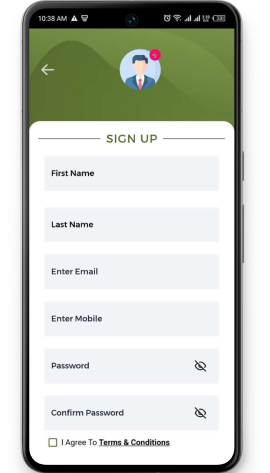 10:38 AM
SIGN UP
First Name
Last Name
Enter Email
Enter Mobile
Password
Confirm Password
I Agree To Terms & Conditions